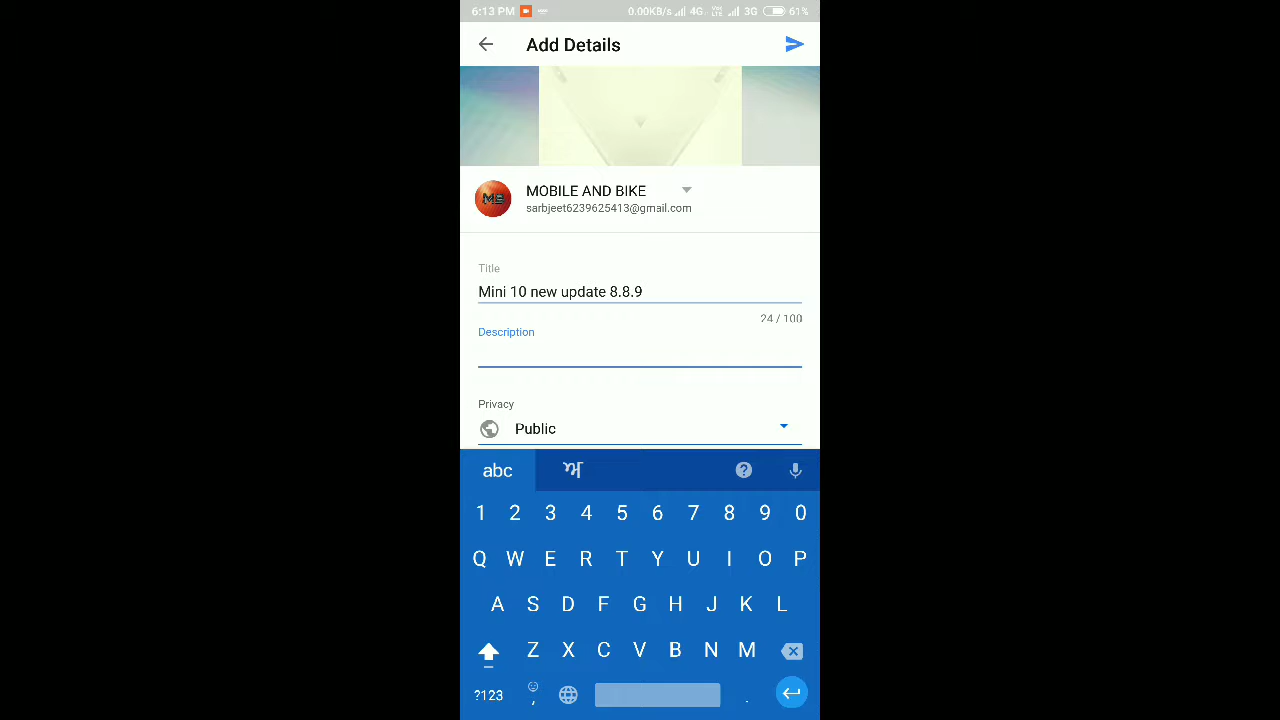 6:13 PM 0.00KB/s 4G VoLTE 3G 61%
Add Details
MB MOBILE AND BIKE
sarbjeet6239625413@gmail.com
Title
Mini 10 new update 8.8.9
24 / 100
Description
Privacy
Public
abc ਮ ?
1 2 3 4 5 6 7 8 9 0
Q W E R T Y U I O P
A S D F G H J K L
Z X C V B N M
?123 , .